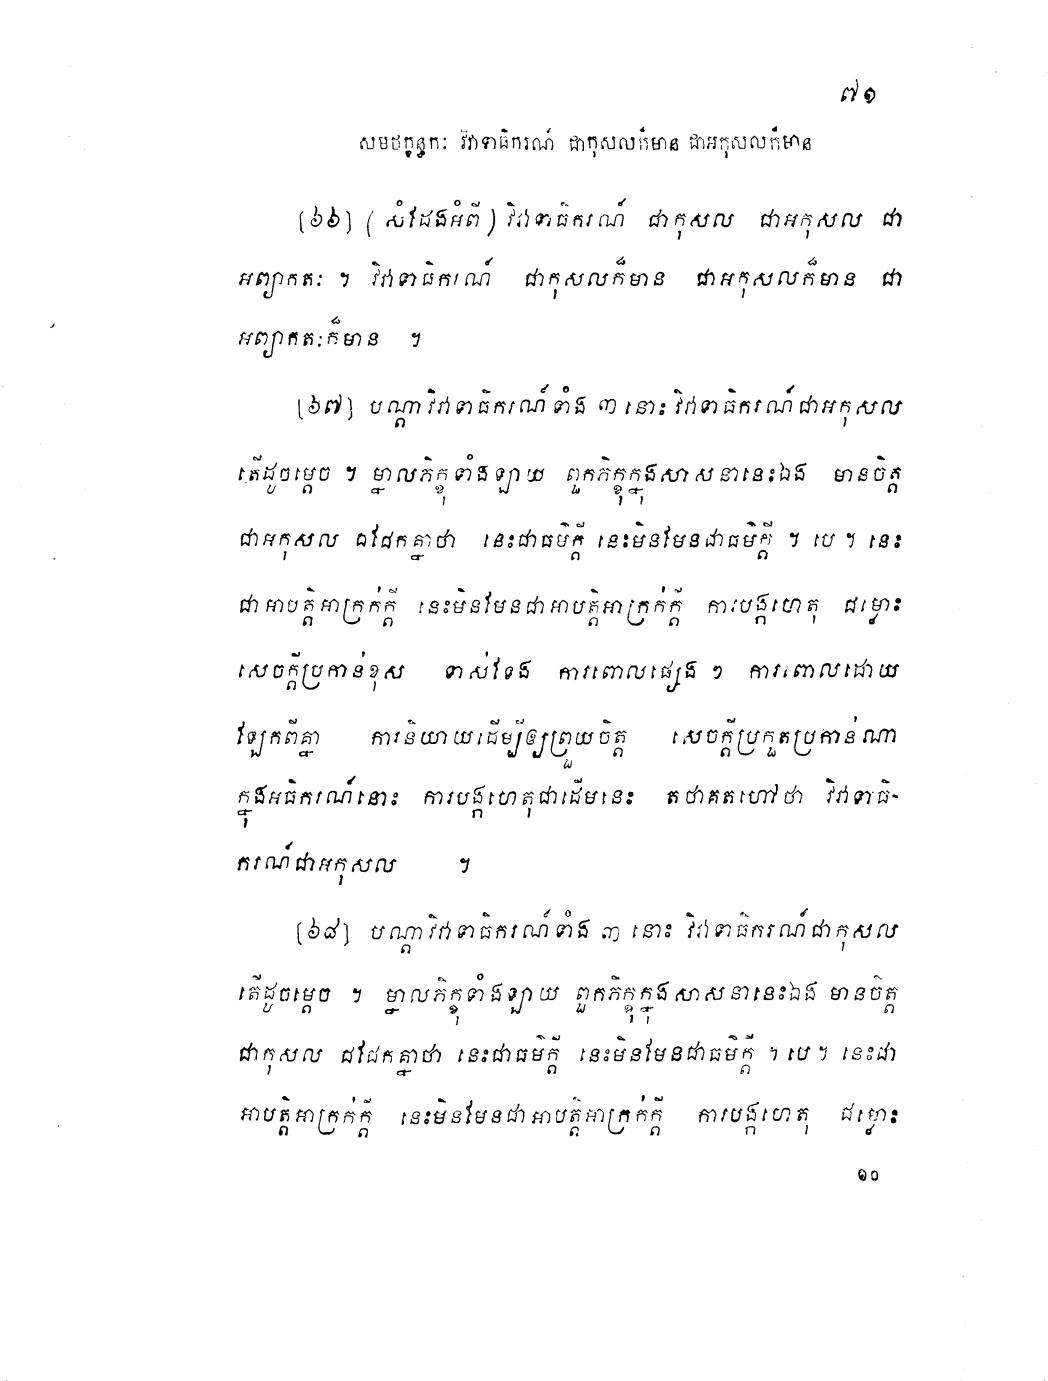 ៧១
សមថក្ខន្ធកៈ វិវាទាធិករណ៍ ជាកុសលក៏មាន ជាអកុសលក៏មាន
[៦៦] (សំដែងអំពី) វិវាទាធិករណ៍ ជាកុសល ជាអកុសល ជា
អព្យាកតៈ ។ វិវាទាធិករណ៍ ជាកុសលក៏មាន ជាអកុសលក៏មាន ជា
អព្យាកតៈក៏មាន ។
[៦៧] បណ្តាវិវាទាធិករណ៍ទាំង ៣ នោះ វិវាទាធិករណ៍ជាអកុសល
តើដូចម្តេច ។ ម្នាលភិក្ខុទាំងឡាយ ពួកភិក្ខុក្នុងសាសនានេះឯង មានចិត្ត
ជាអកុសល ជជែកគ្នាថា នេះជាធម៌ក្តី នេះមិនមែនជាធម៌ក្តី ។ បេ ។ នេះ
ជាអាបត្តិអាក្រក់ក្តី នេះមិនមែនជាអាបត្តិអាក្រក់ក្តី ការបង្កហេតុ ជម្លោះ
សេចក្តីប្រកាន់ខុស ទាស់ទែង ការពោលផ្សេង ៗ ការពោលដោយ
ឡែកពីគ្នា ការនិយាយដើម្បីឲ្យព្រួយចិត្ត សេចក្តីប្រកួតប្រកាន់ណា
ក្នុងអធិករណ៍នោះ ការបង្កហេតុជាដើមនេះ តថាគតហៅថា វិវាទាធិ-
ករណ៍ជាអកុសល ។
[៦៨] បណ្តាវិវាទាធិករណ៍ទាំង ៣ នោះ វិវាទាធិករណ៍ជាកុសល
តើដូចម្តេច ។ ម្នាលភិក្ខុទាំងឡាយ ពួកភិក្ខុក្នុងសាសនានេះឯង មានចិត្ត
ជាកុសល ជជែកគ្នាថា នេះជាធម៌ក្តី នេះមិនមែនជាធម៌ក្តី ។ បេ ។ នេះជា
អាបត្តិអាក្រក់ក្តី នេះមិនមែនជាអាបត្តិអាក្រក់ក្តី ការបង្កហេតុ ជម្លោះ
១០